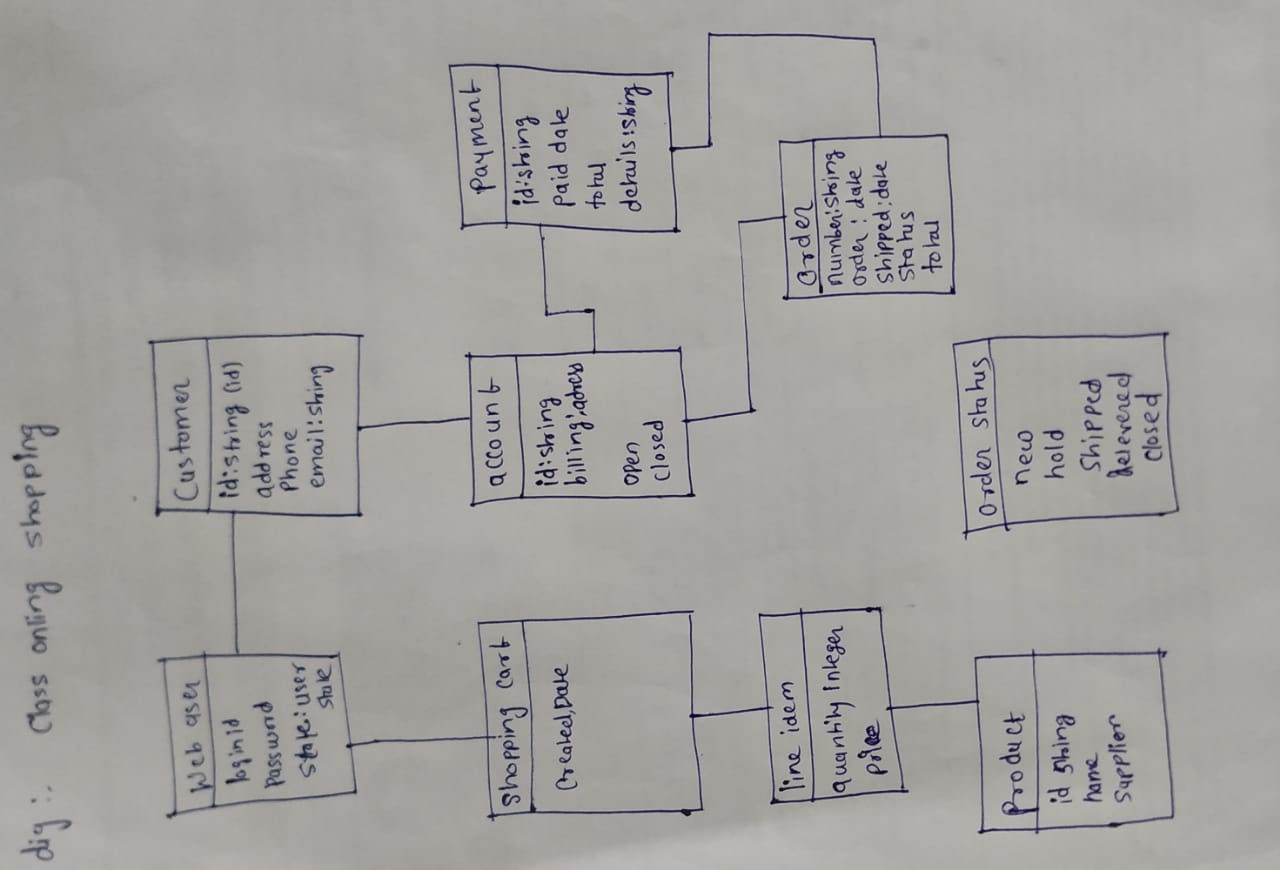 dig :. Class onling shopping
Web user
login id
password
state: user
state
Customer
id: string (id)
address
Phone
email: string
shopping cart
Created, Date
account
id: string
billing: adress
open
closed
payment
id: string
paid date
total
details: string
line idem
quantity integer
price
order
number: string
order : date
shipped: date
status
total
product
id string
name
supplier
order status
new
hold
shipped
delevered
closed